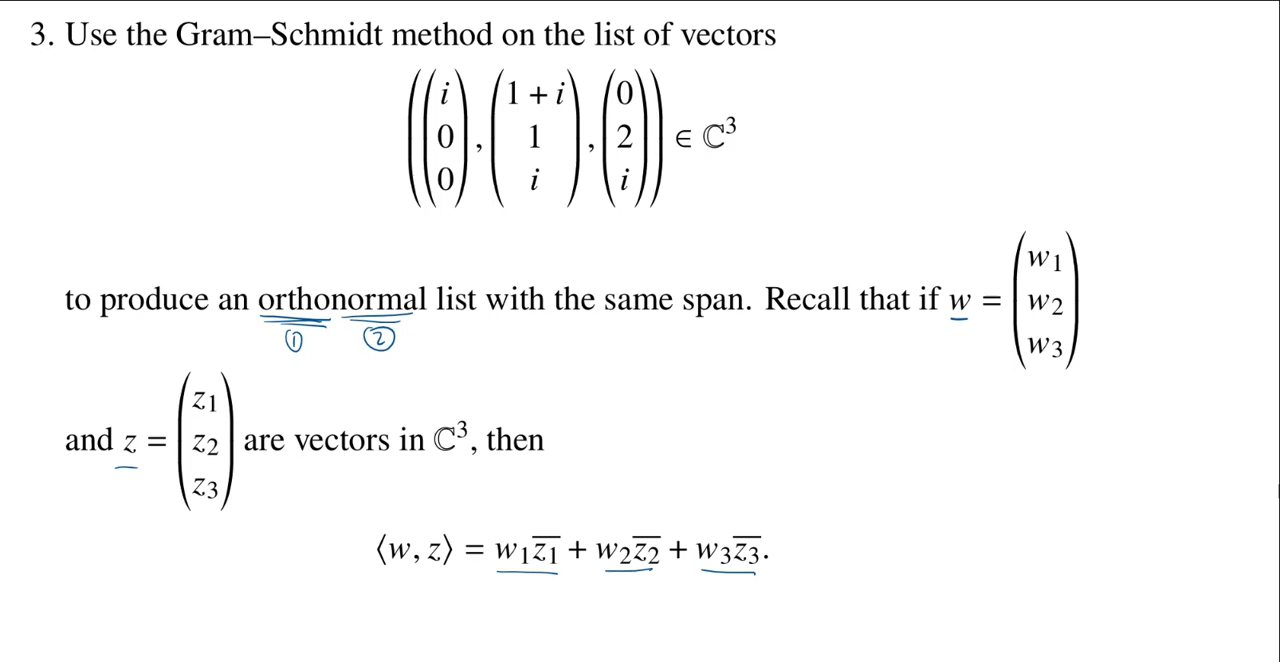 3. Use the Gram–Schmidt method on the list of vectors
((i 0 0), (1 + i 1 i), (0 2 i)) ∈ ℂ³
to produce an orthonormal list with the same span. Recall that if w = (w₁ w₂ w₃)
① ②
and z = (z₁ z₂ z₃) are vectors in ℂ³, then
⟨w, z⟩ = w₁z̅₁ + w₂z̅₂ + w₃z̅₃.